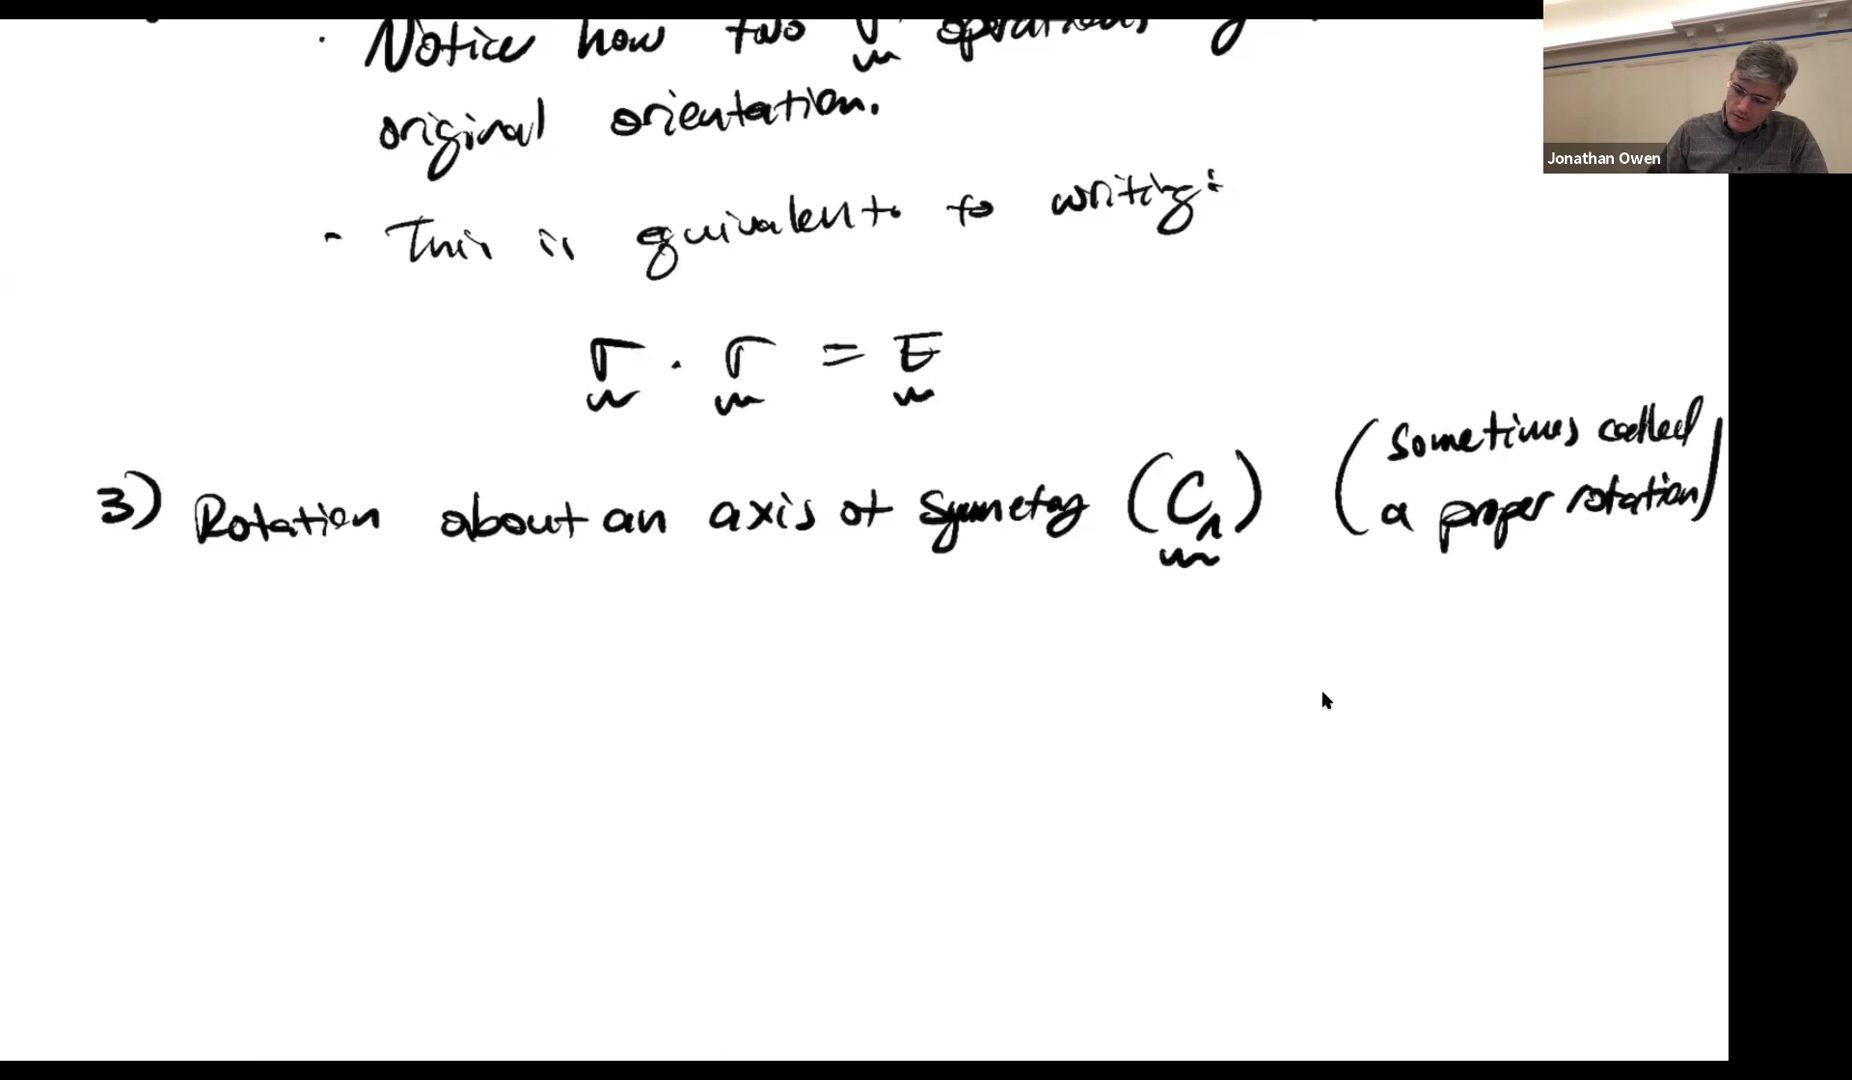 · Notice how two σ operations
original orientation.
- This is equivalent to writing:
σ · σ = E
3) Rotation about an axis of Symmetry (Cn) (Sometimes called
a proper rotation)
Jonathan Owen